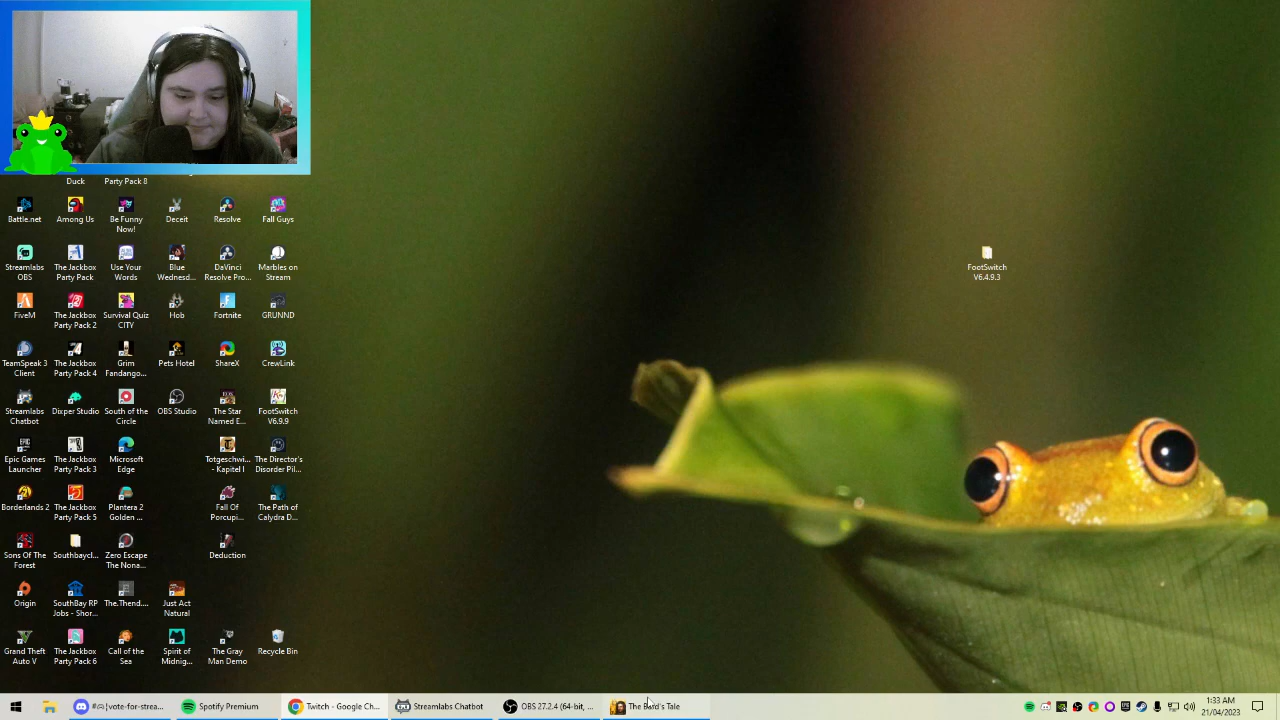 Duck
Party Pack 8
Battle.net
Among Us
Be Funny
Now!
Deceit
Resolve
Fall Guys
Streamlabs
OBS
The Jackbox
Party Pack
Use Your
Words
Blue
Wednesd...
DaVinci
Resolve Pro...
Marbles on
Stream
FootSwitch
V6.4.9.3
FiveM
The Jackbox
Party Pack 2
Survival Quiz
CITY
Hob
Fortnite
GRUNND
TeamSpeak 3
Client
The Jackbox
Party Pack 4
Grim
Fandango...
Pets Hotel
ShareX
CrewLink
Streamlabs
Chatbot
Dixper Studio
South of the
Circle
OBS Studio
The Star
Named E...
FootSwitch
V6.9.9
Epic Games
Launcher
The Jackbox
Party Pack 3
Microsoft
Edge
Totgeschwi...
- Kapitel I
The Director's
Disorder Pil...
Borderlands 2
The Jackbox
Party Pack 5
Plantera 2
Golden ...
Fall Of
Porcupi...
The Path of
Calydra D...
Sons Of The
Forest
Southbaycl...
Zero Escape
The Nona...
Deduction
Origin
SouthBay RP
Jobs - Shor...
The.Thend....
Just Act
Natural
Grand Theft
Auto V
The Jackbox
Party Pack 6
Call of the
Sea
Spirit of
Midnig...
The Gray
Man Demo
Recycle Bin
vote-for-strea...
Spotify Premium
Twitch - Google Ch...
Streamlabs Chatbot
OBS 27.2.4 (64-bit, ...
The Bard's Tale
1:33 AM
21/04/2023